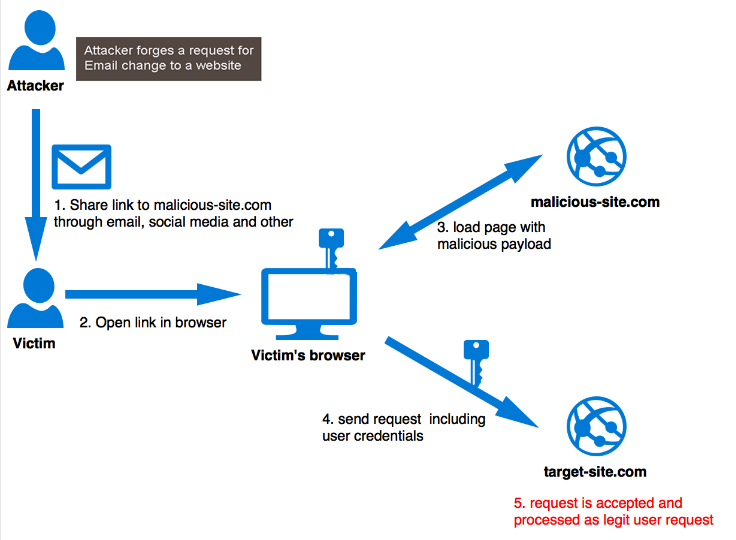 Attacker forges a request for
Email change to a website
Attacker
1. Share link to malicious-site.com
through email, social media and other
malicious-site.com
3. load page with
malicious payload
2. Open link in browser
Victim
Victim's browser
4. send request including
user credentials
target-site.com
5. request is accepted and
processed as legit user request